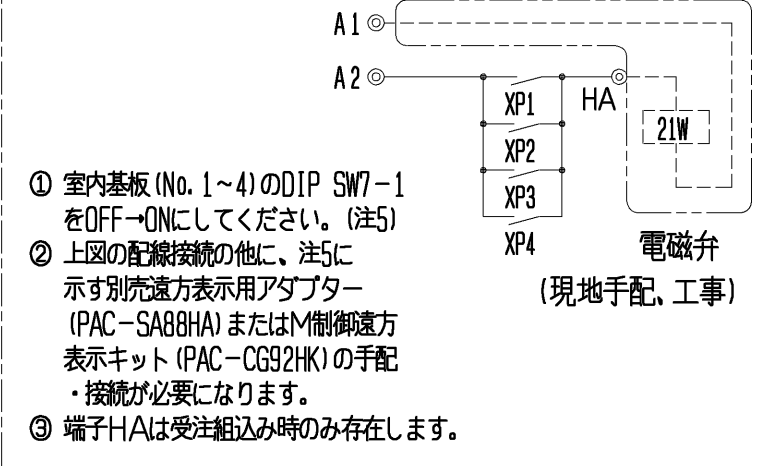 A1
A2
HA
XP1
21W
XP2
XP3
XP4
電磁弁
(現地手配、工事)
① 室内基板(No.1~4)のDIP SW7-1
をOFF→ONにしてください。(注5)
② 上図の配線接続の他に、注5に
示す別売遠方表示用アダプター
(PAC-SA88HA)またはM制御遠方
表示キット(PAC-CG92HK)の手配
・接続が必要になります。
③ 端子HAは受注組込み時のみ存在します。